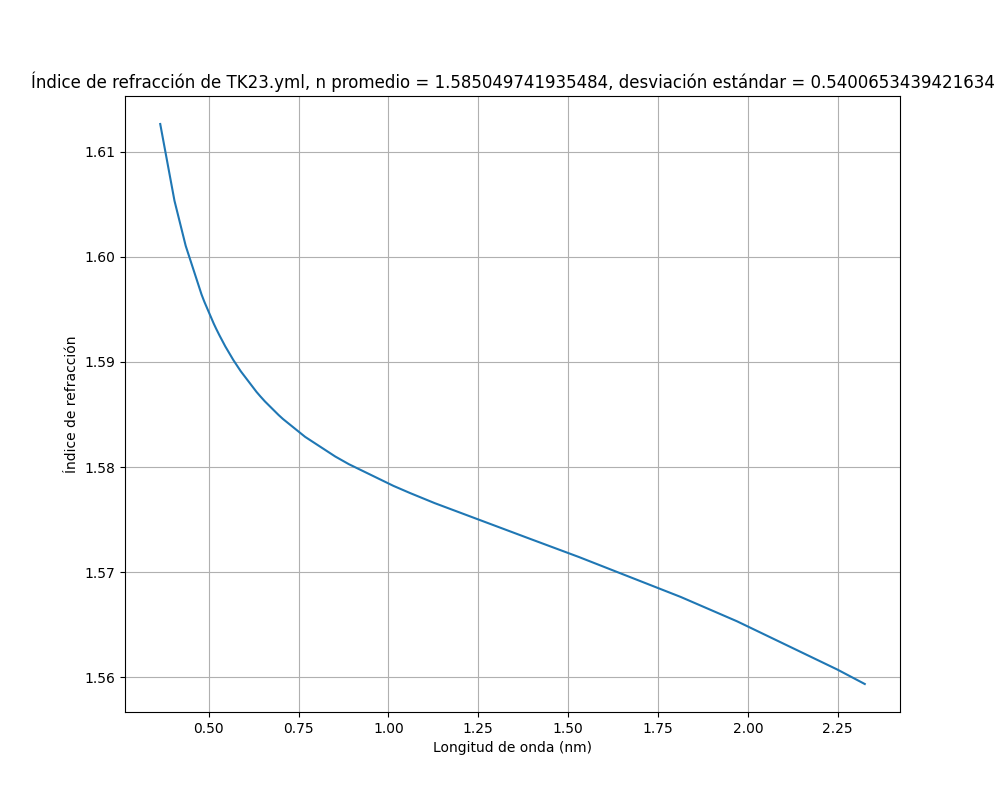 Índice de refracción de TK23.yml, n promedio = 1.585049741935484, desviación estándar = 0.5400653439421634
1.61
1.60
1.59
1.58
1.57
1.56
Índice de refracción
0.50 0.75 1.00 1.25 1.50 1.75 2.00 2.25
Longitud de onda (nm)